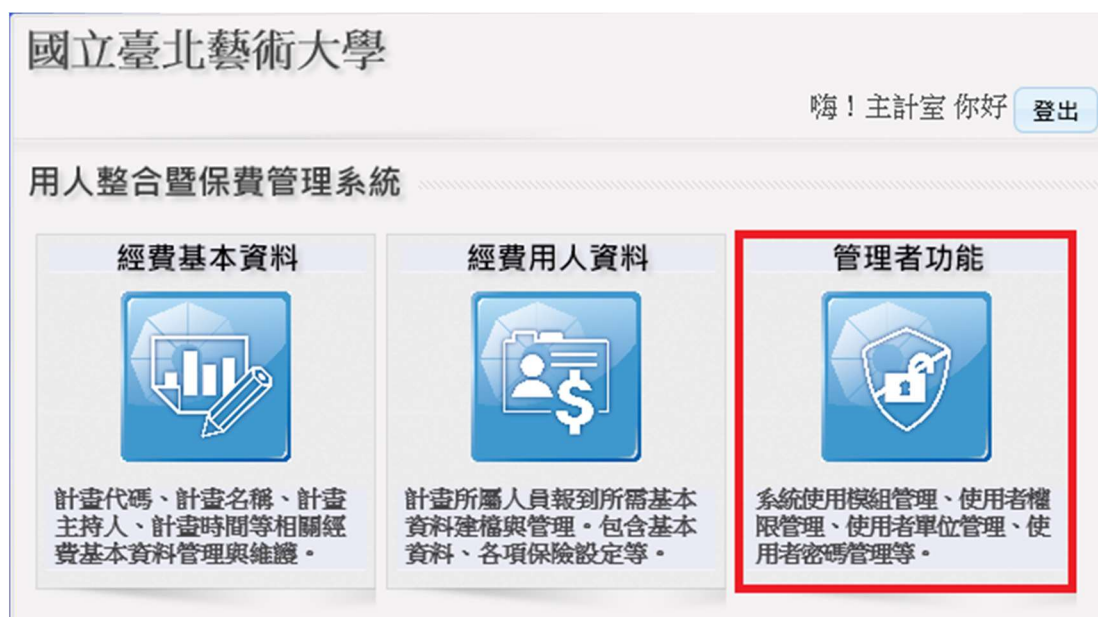 國立臺北藝術大學
嗨！主計室 你好 登出
用人整合暨保費管理系統
經費基本資料
計畫代碼、計畫名稱、計畫
主持人、計畫時間等相關經
費基本資料管理與維護。
經費用人資料
計畫所屬人員報到所需基本
資料建檔與管理。包含基本
資料、各項保險設定等。
管理者功能
系統使用模組管理、使用者權
限管理、使用者單位管理、使
用者密碼管理等。